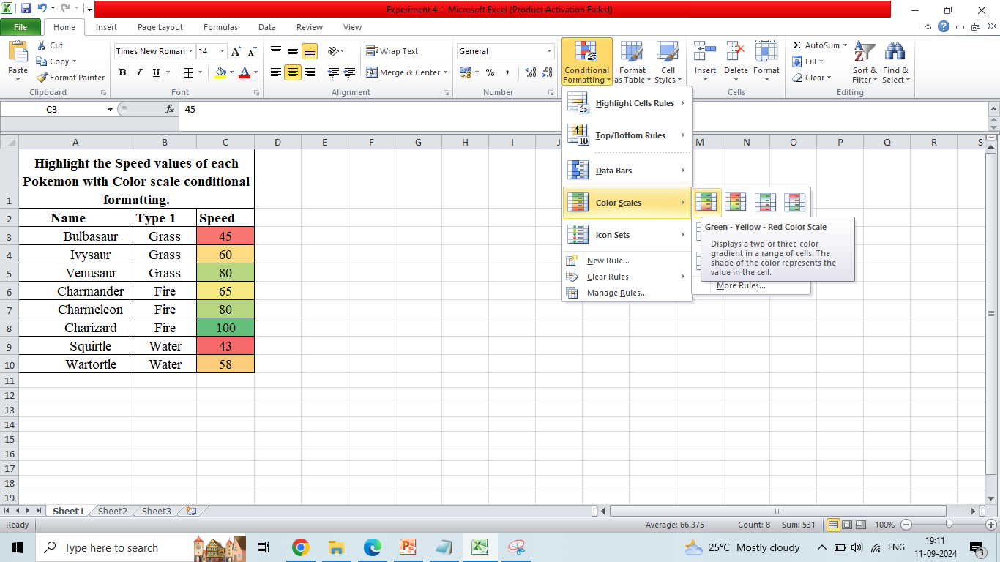 Experiment 4 - Microsoft Excel (Product Activation Failed)
File Home Insert Page Layout Formulas Data Review View
Paste
Cut
Copy
Format Painter
Clipboard
Times New Roman 14
B I U
Font
Wrap Text
Merge & Center
Alignment
General
% ,
Number
Conditional Formatting
Format as Table
Cell Styles
Insert Delete Format
Cells
Σ AutoSum
Fill
Clear
Sort & Filter
Find & Select
Editing
C3 fx 45
A B C D E F G H I J M N O P Q R S
1 Highlight the Speed values of each
Pokemon with Color scale conditional
formatting.
2 Name Type 1 Speed
3 Bulbasaur Grass 45
4 Ivysaur Grass 60
5 Venusaur Grass 80
6 Charmander Fire 65
7 Charmeleon Fire 80
8 Charizard Fire 100
9 Squirtle Water 43
10 Wartortle Water 58
11
12
13
14
15
16
17
18
19
Highlight Cells Rules
Top/Bottom Rules
Data Bars
Color Scales
Icon Sets
New Rule...
Clear Rules
Manage Rules...
Green - Yellow - Red Color Scale
Displays a two or three color
gradient in a range of cells. The
shade of the color represents the
value in the cell.
More Rules...
Sheet1 Sheet2 Sheet3
Ready Average: 66.375 Count: 8 Sum: 531 100%
Type here to search
25°C Mostly cloudy
ENG
19:11
11-09-2024
3